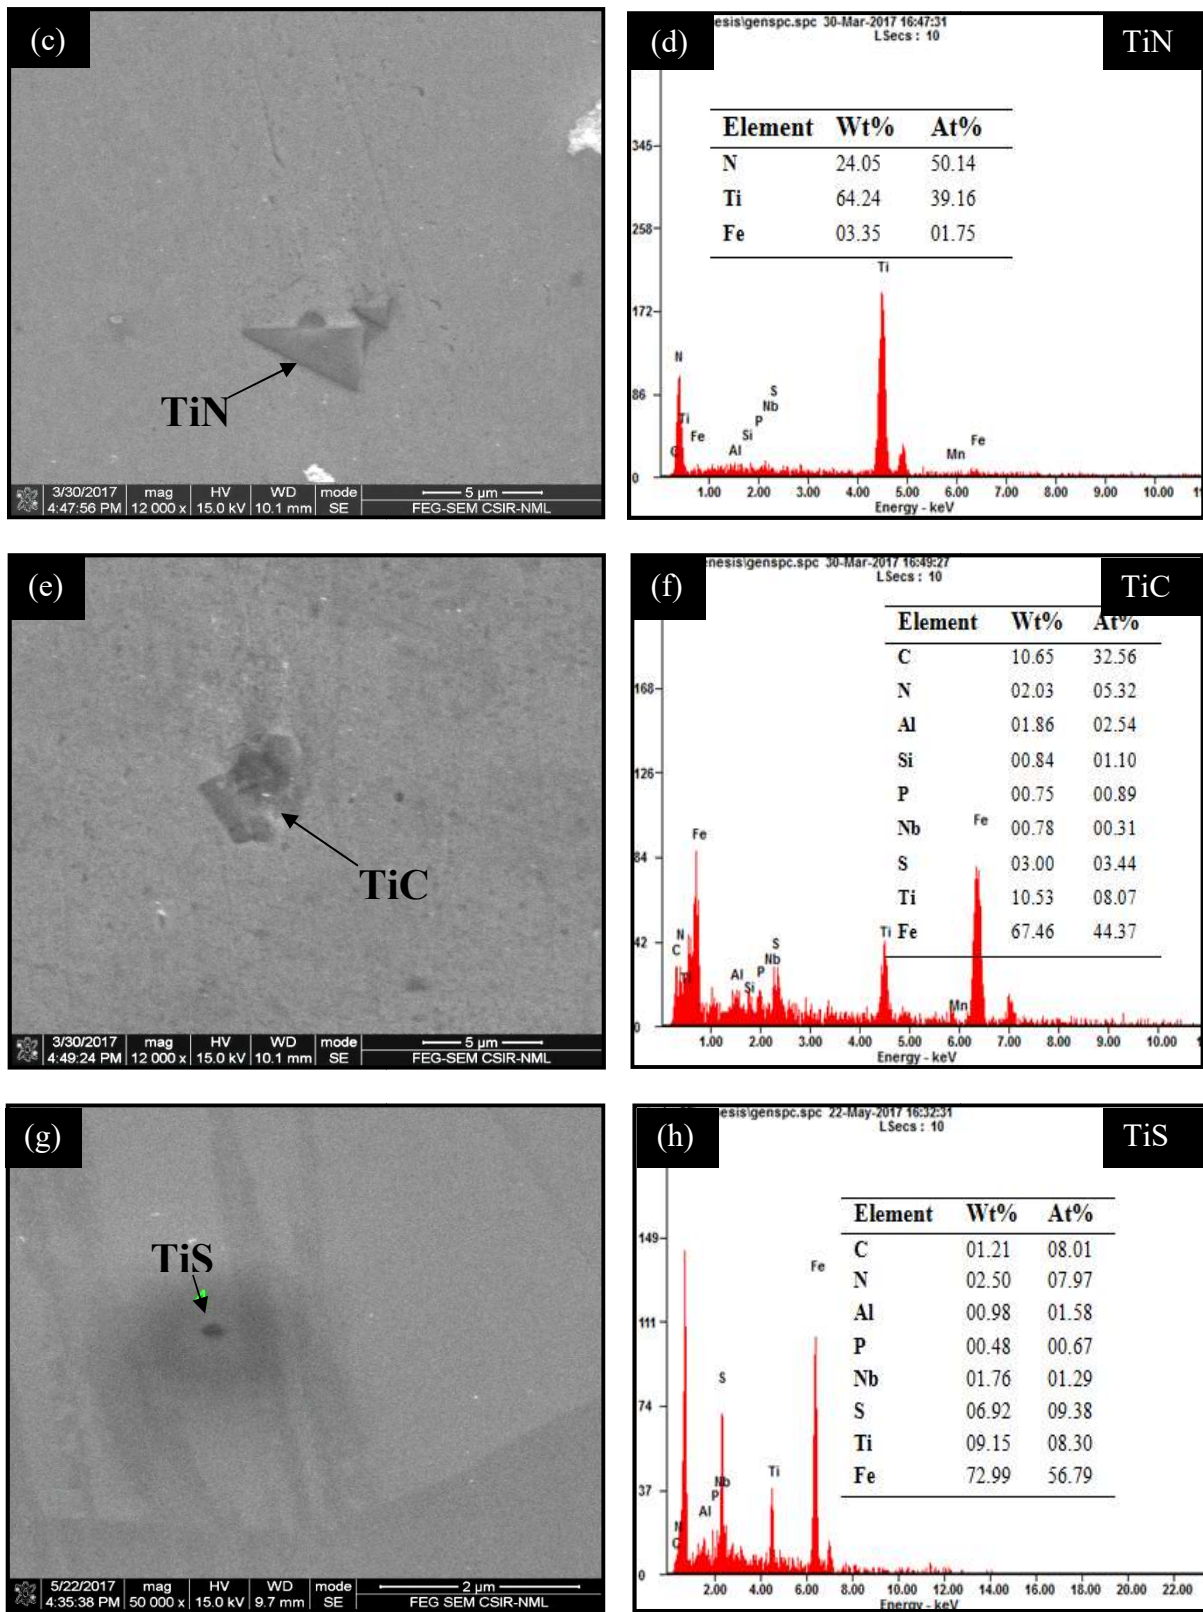 (c)
TiN
3/30/2017 mag HV WD mode 5 µm
4:47:56 PM 12 000 x 15.0 kV 10.1 mm SE FEG-SEM CSIR-NML
(d) TiN
esis\genspc.spc 30-Mar-2017 16:47:31
LSecs : 10
Element Wt% At%
N 24.05 50.14
Ti 64.24 39.16
Fe 03.35 01.75
345
258
172
86
0
Ti
N
Ti
Fe
C
Al
Si
P
Nb
S
Mn
Fe
1.00 2.00 3.00 4.00 5.00 6.00 7.00 8.00 9.00 10.00
Energy - keV
(e)
TiC
3/30/2017 mag HV WD mode 5 µm
4:49:24 PM 12 000 x 15.0 kV 10.1 mm SE FEG-SEM CSIR-NML
(f) TiC
enesis\genspc.spc 30-Mar-2017 16:49:27
LSecs : 10
Element Wt% At%
C 10.65 32.56
N 02.03 05.32
Al 01.86 02.54
Si 00.84 01.10
P 00.75 00.89
Nb 00.78 00.31
S 03.00 03.44
Ti 10.53 08.07
Fe 67.46 44.37
168
126
84
42
0
Fe
N
C
Ti
Al
Si
P
Nb
S
Ti
Mn
Fe
1.00 2.00 3.00 4.00 5.00 6.00 7.00 8.00 9.00 10.00
Energy - keV
(g)
TiS
5/22/2017 mag HV WD mode 2 µm
4:35:38 PM 50 000 x 15.0 kV 9.7 mm SE FEG SEM CSIR-NML
(h) TiS
esis\genspc.spc 22-May-2017 16:32:31
LSecs : 10
Element Wt% At%
C 01.21 08.01
N 02.50 07.97
Al 00.98 01.58
P 00.48 00.67
Nb 01.76 01.29
S 06.92 09.38
Ti 09.15 08.30
Fe 72.99 56.79
149
111
74
37
0
N
C
Al
P
Nb
S
Ti
Fe
2.00 4.00 6.00 8.00 10.00 12.00 14.00 16.00 18.00 20.00 22.00
Energy - keV